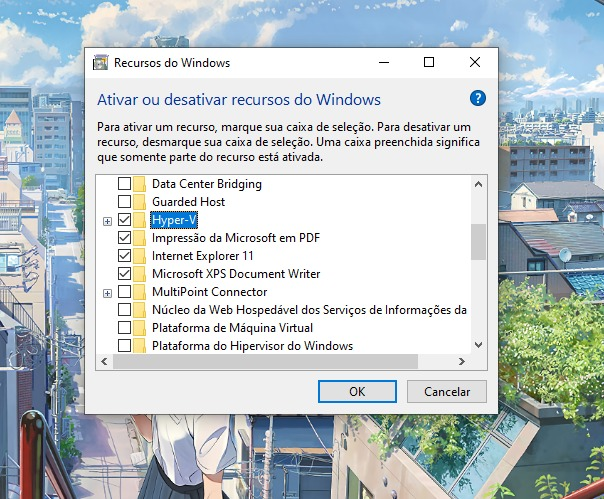 Recursos do Windows
Ativar ou desativar recursos do Windows
Para ativar um recurso, marque sua caixa de seleção. Para desativar um
recurso, desmarque sua caixa de seleção. Uma caixa preenchida significa
que somente parte do recurso está ativada.
Data Center Bridging
Guarded Host
Hyper-V
Impressão da Microsoft em PDF
Internet Explorer 11
Microsoft XPS Document Writer
MultiPoint Connector
Núcleo da Web Hospedável dos Serviços de Informações da
Plataforma de Máquina Virtual
Plataforma do Hipervisor do Windows
OK
Cancelar